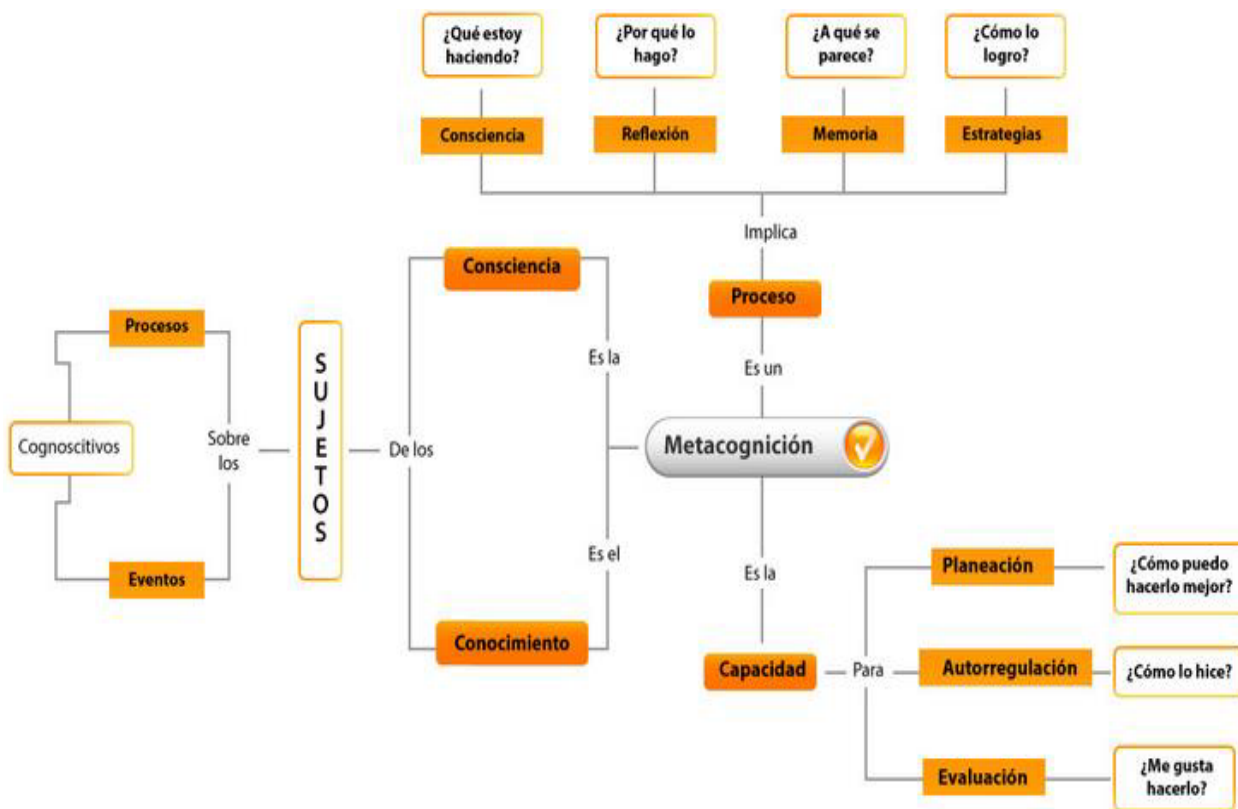 ¿Qué estoy
haciendo?
¿Por qué lo
hago?
¿A qué se
parece?
¿Cómo lo
logro?
Consciencia
Reflexión
Memoria
Estrategias
Implica
Proceso
Es un
Metacognición
Consciencia
Es la
Es el
Conocimiento
De los
SUJETOS
Sobre
los
Procesos
Cognoscitivos
Eventos
Es la
Capacidad
Para
Planeación
¿Cómo puedo
hacerlo mejor?
Autorregulación
¿Cómo lo hice?
Evaluación
¿Me gusta
hacerlo?